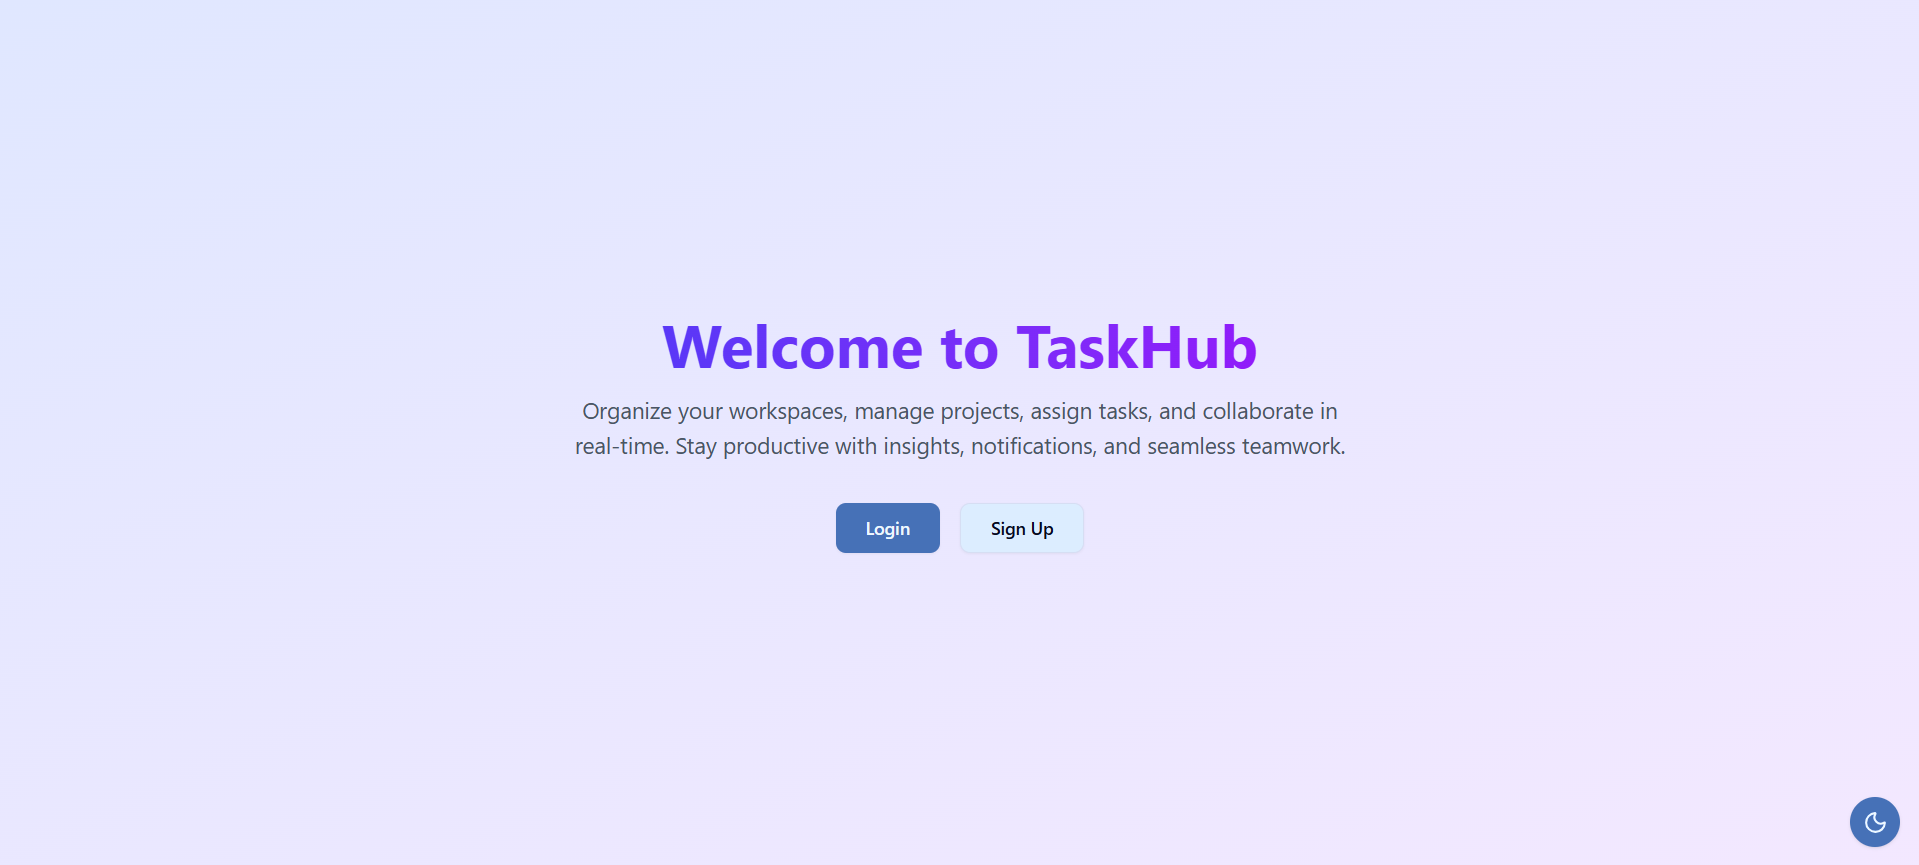 Welcome to TaskHub
Organize your workspaces, manage projects, assign tasks, and collaborate in
real-time. Stay productive with insights, notifications, and seamless teamwork.
Login
Sign Up